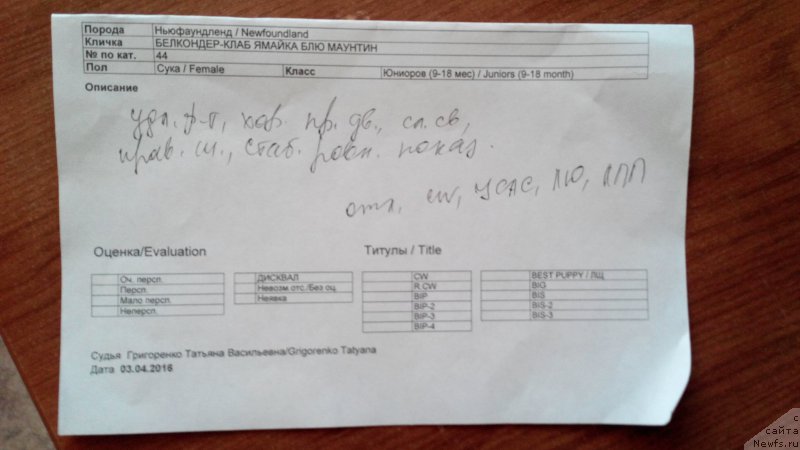 Порода Ньюфаундленд / Newfoundland
Кличка БЕЛКОНДЕР-КЛАБ ЯМАЙКА БЛЮ МАУНТИН
№ по кат. 44
Пол Сука / Female Класс Юниоров (9-18 мес) / Juniors (9-18 month)
Описание
удл. ф-т, хор. пр. дв., сл. св,
прав. ш., стаб. ровн. показ.
отл, CW, JCAC, ЛЮ, ЛПП
Оценка/Evaluation Титулы / Title
Оч. персп. ДИСКВАЛ CW BEST PUPPY / ЛЩ
Персп. Невозм.отс./Без оц. R.CW BIG
Мало персп. Неявка BIP BIS
Неперсп. BIP-2 BIS-2
BIP-3 BIS-3
BIP-4
Судья Григоренко Татьяна Васильевна/Grigorenko Tatyana
Дата 03.04.2016
с
сайта
Newfs.ru